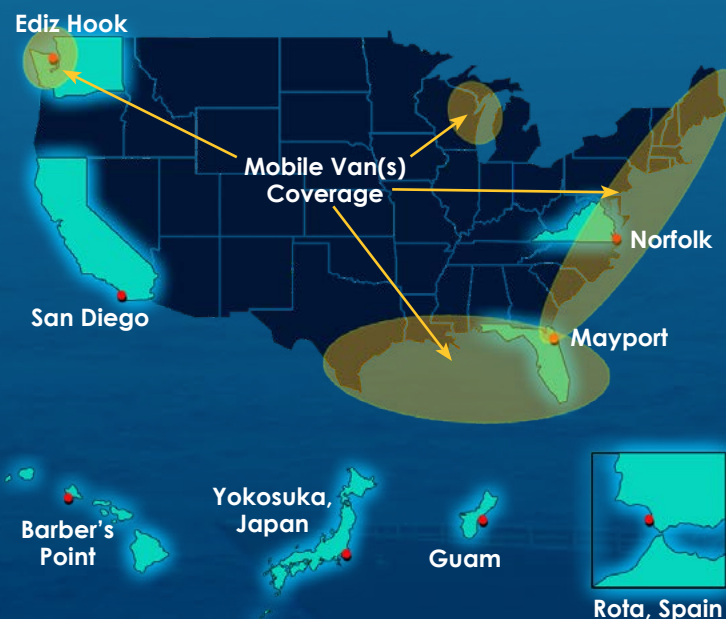 Ediz Hook
Mobile Van(s)
Coverage
Norfolk
San Diego
Mayport
Barber’s
Point
Yokosuka,
Japan
Guam
Rota, Spain